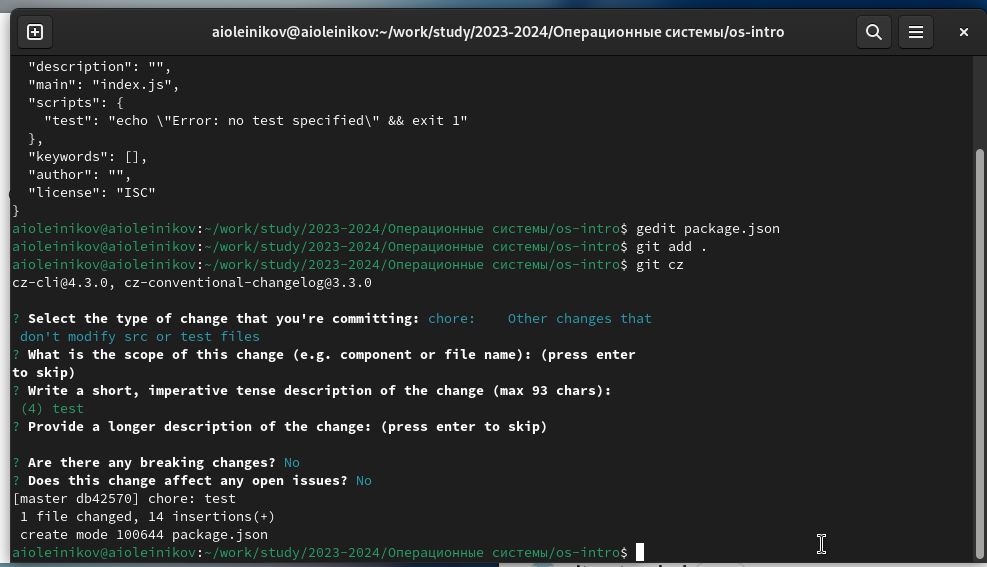 aioleinikov@aioleinikov:~/work/study/2023-2024/Операционные системы/os-intro
"description": "",
"main": "index.js",
"scripts": {
"test": "echo \"Error: no test specified\" && exit 1"
},
"keywords": [],
"author": "",
"license": "ISC"
}
aioleinikov@aioleinikov:~/work/study/2023-2024/Операционные системы/os-intro$ gedit package.json
aioleinikov@aioleinikov:~/work/study/2023-2024/Операционные системы/os-intro$ git add .
aioleinikov@aioleinikov:~/work/study/2023-2024/Операционные системы/os-intro$ git cz
cz-cli@4.3.0, cz-conventional-changelog@3.3.0
? Select the type of change that you're committing: chore:    Other changes that
don't modify src or test files
? What is the scope of this change (e.g. component or file name): (press enter
to skip)
? Write a short, imperative tense description of the change (max 93 chars):
(4) test
? Provide a longer description of the change: (press enter to skip)
? Are there any breaking changes? No
? Does this change affect any open issues? No
[master db42570] chore: test
1 file changed, 14 insertions(+)
create mode 100644 package.json
aioleinikov@aioleinikov:~/work/study/2023-2024/Операционные системы/os-intro$